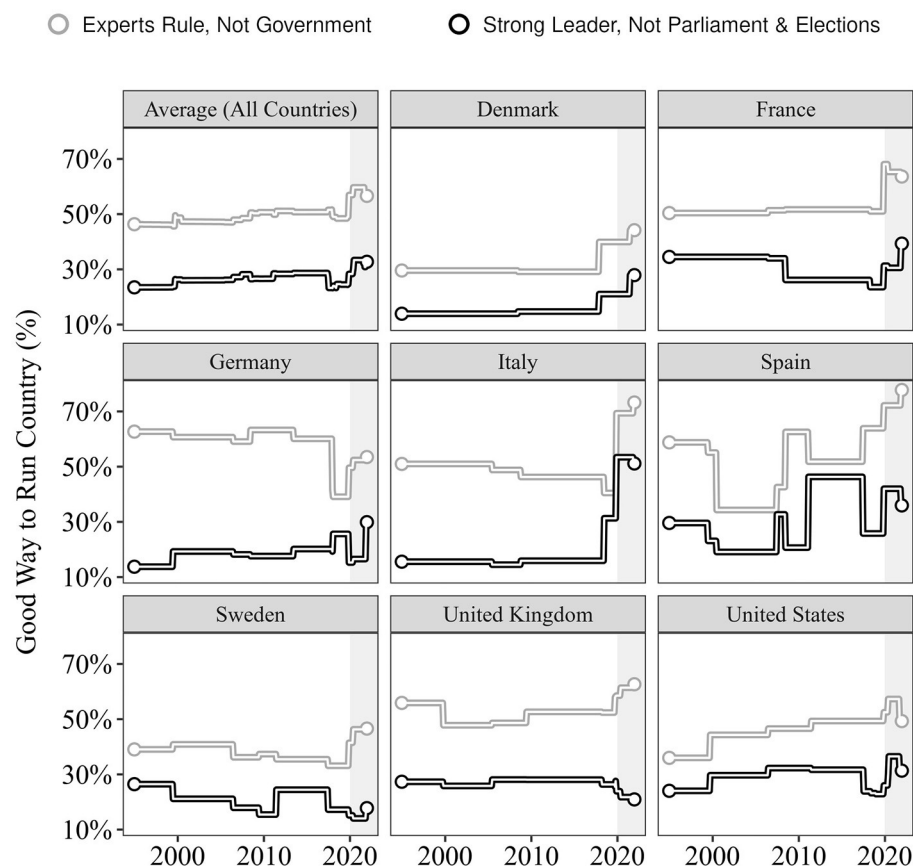 Experts Rule, Not Government Strong Leader, Not Parliament & Elections
Average (All Countries) Denmark France
70%
50%
30%
10%
Germany Italy Spain
70%
50%
30%
10%
Sweden United Kingdom United States
70%
50%
30%
10%
2000 2010 2020 2000 2010 2020 2000 2010 2020
Good Way to Run Country (%)